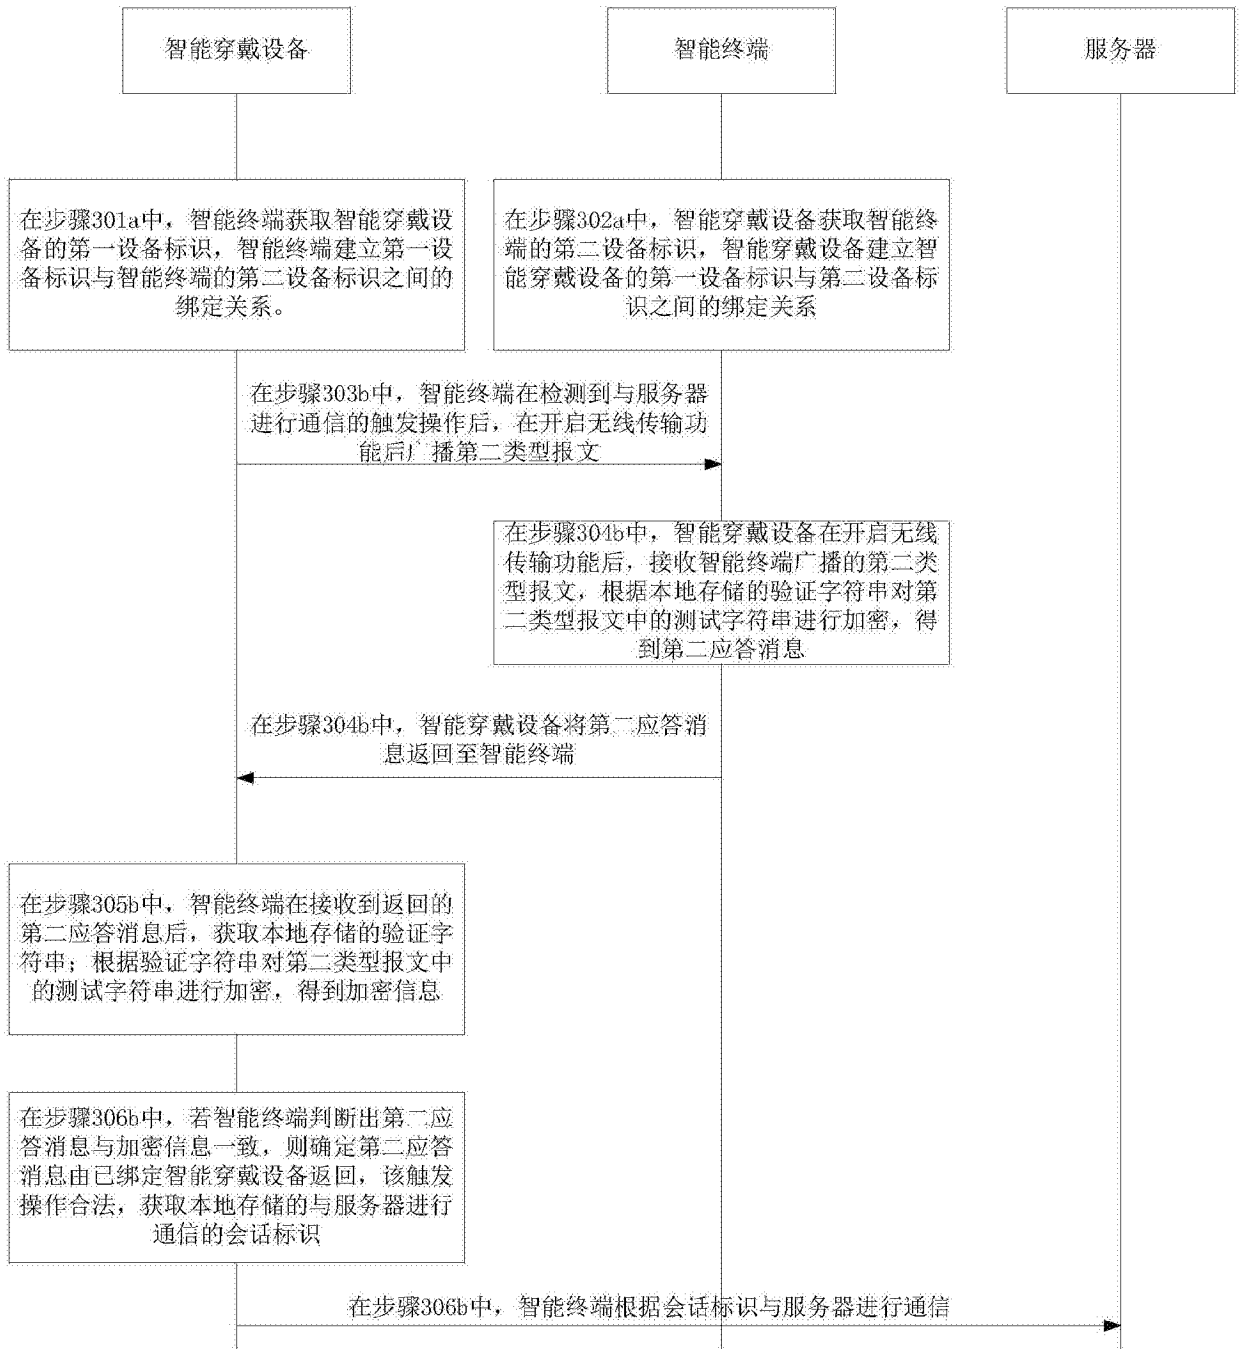 智能穿戴设备
智能终端
服务器
在步骤301a中，智能终端获取智能穿戴设
备的第一设备标识，智能终端建立第一设
备标识与智能终端的第二设备标识之间的
绑定关系。
在步骤302a中，智能穿戴设备获取智能终
端的第二设备标识，智能穿戴设备建立智
能穿戴设备的第一设备标识与第二设备标
识之间的绑定关系
在步骤303b中，智能终端在检测到与服务器
进行通信的触发操作后，在开启无线传输功
能后广播第二类型报文
在步骤304b中，智能穿戴设备在开启无线
传输功能后，接收智能终端广播的第二类
型报文，根据本地存储的验证字符串对第
二类型报文中的测试字符串进行加密，得
到第二应答消息
在步骤304b中，智能穿戴设备将第二应答消
息返回至智能终端
在步骤305b中，智能终端在接收到返回的
第二应答消息后，获取本地存储的验证字
符串；根据验证字符串对第二类型报文中
的测试字符串进行加密，得到加密信息
在步骤306b中，若智能终端判断出第二应
答消息与加密信息一致，则确定第二应答
消息由已绑定智能穿戴设备返回，该触发
操作合法，获取本地存储的与服务器进行
通信的会话标识
在步骤306b中，智能终端根据会话标识与服务器进行通信